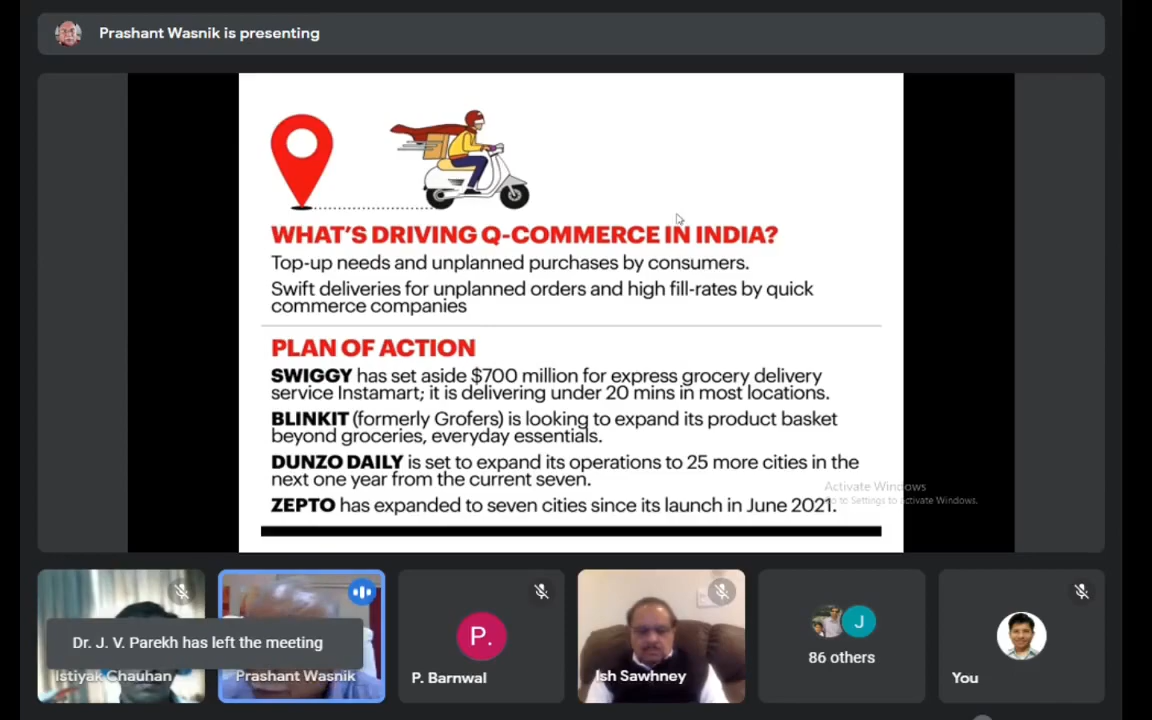 Prashant Wasnik is presenting
WHAT'S DRIVING Q-COMMERCE IN INDIA?
Top-up needs and unplanned purchases by consumers.
Swift deliveries for unplanned orders and high fill-rates by quick
commerce companies
PLAN OF ACTION
SWIGGY has set aside $700 million for express grocery delivery
service Instamart; it is delivering under 20 mins in most locations.
BLINKIT (formerly Grofers) is looking to expand its product basket
beyond groceries, everyday essentials.
DUNZO DAILY is set to expand its operations to 25 more cities in the
next one year from the current seven.
Activate Windows
Go to Settings to activate Windows.
ZEPTO has expanded to seven cities since its launch in June 2021.
Dr. J. V. Parekh has left the meeting
Istiyak Chauhan
Prashant Wasnik
P.
P. Barnwal
Ish Sawhney
J
86 others
You